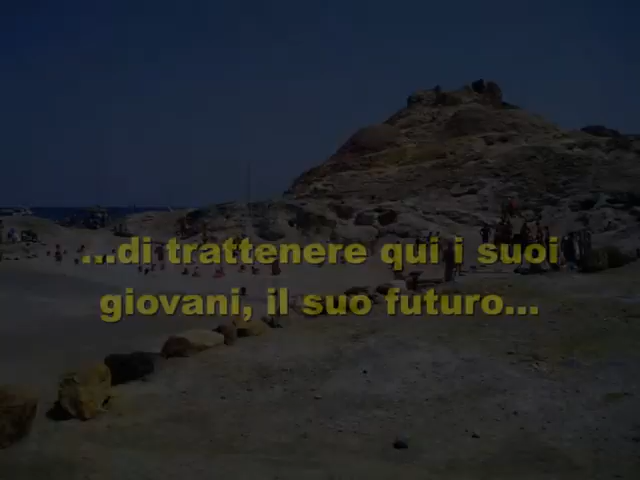 ...di trattenere qui i suoi
giovani, il suo futuro...